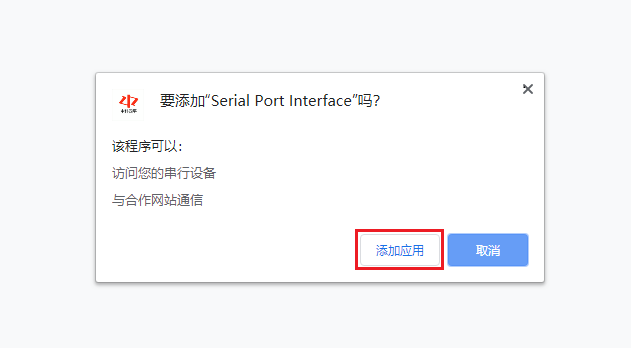 要添加“Serial Port Interface”吗?
该程序可以：
访问您的串行设备
与合作网站通信
添加应用
取消